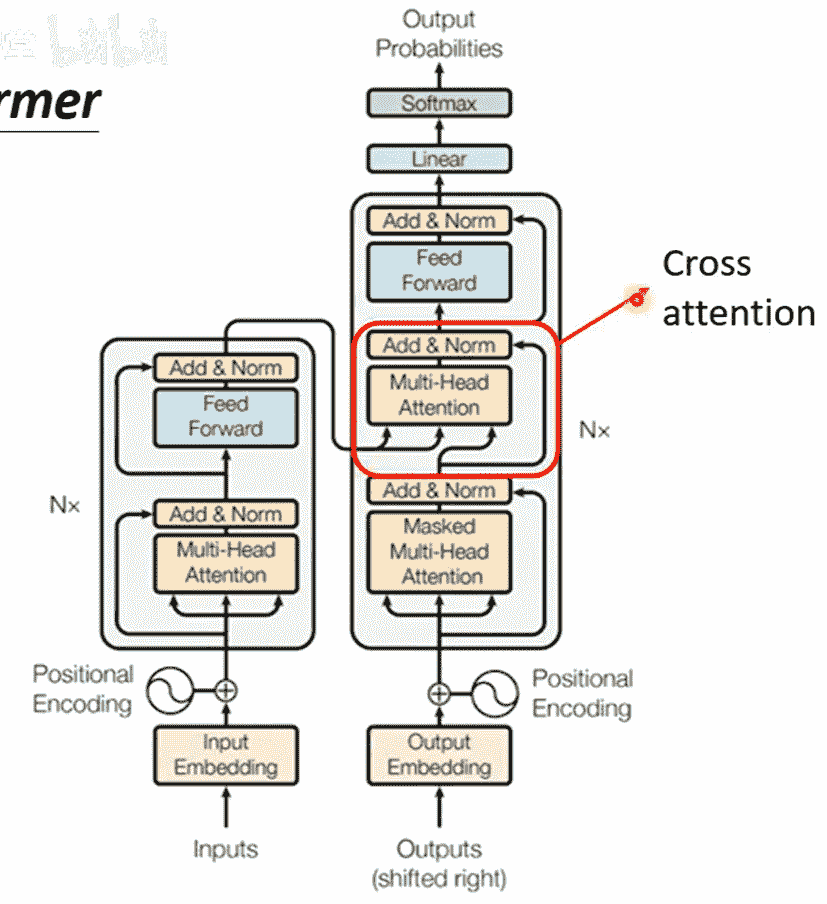 rmer
Output
Probabilities
Softmax
Linear
Add & Norm
Feed
Forward
Add & Norm
Multi-Head
Attention
Cross
attention
Nx
Add & Norm
Masked
Multi-Head
Attention
Add & Norm
Feed
Forward
Nx
Add & Norm
Multi-Head
Attention
Positional
Encoding
Positional
Encoding
Input
Embedding
Output
Embedding
Inputs
Outputs
(shifted right)